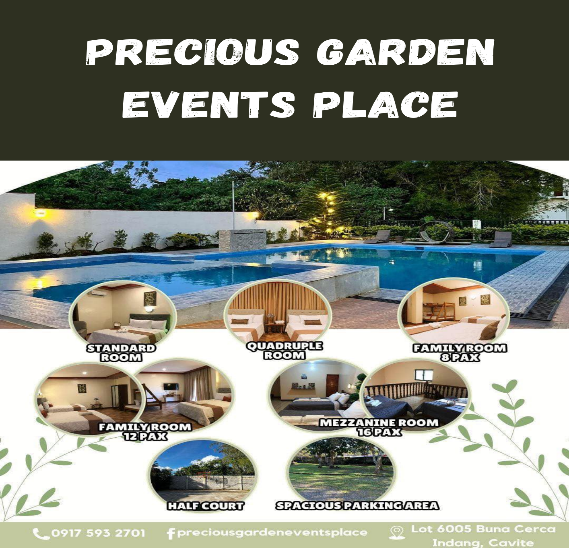 PRECIOUS GARDEN
EVENTS PLACE
STANDARD
ROOM
QUADRUPLE
ROOM
FAMILY ROOM
8 PAX
FAMILY ROOM
12 PAX
MEZZANINE ROOM
16 PAX
HALF COURT
SPACIOUS PARKING AREA
0917 593 2701
preciousgardeneventsplace
Lot 6005 Buna Cerca
Indang, Cavite